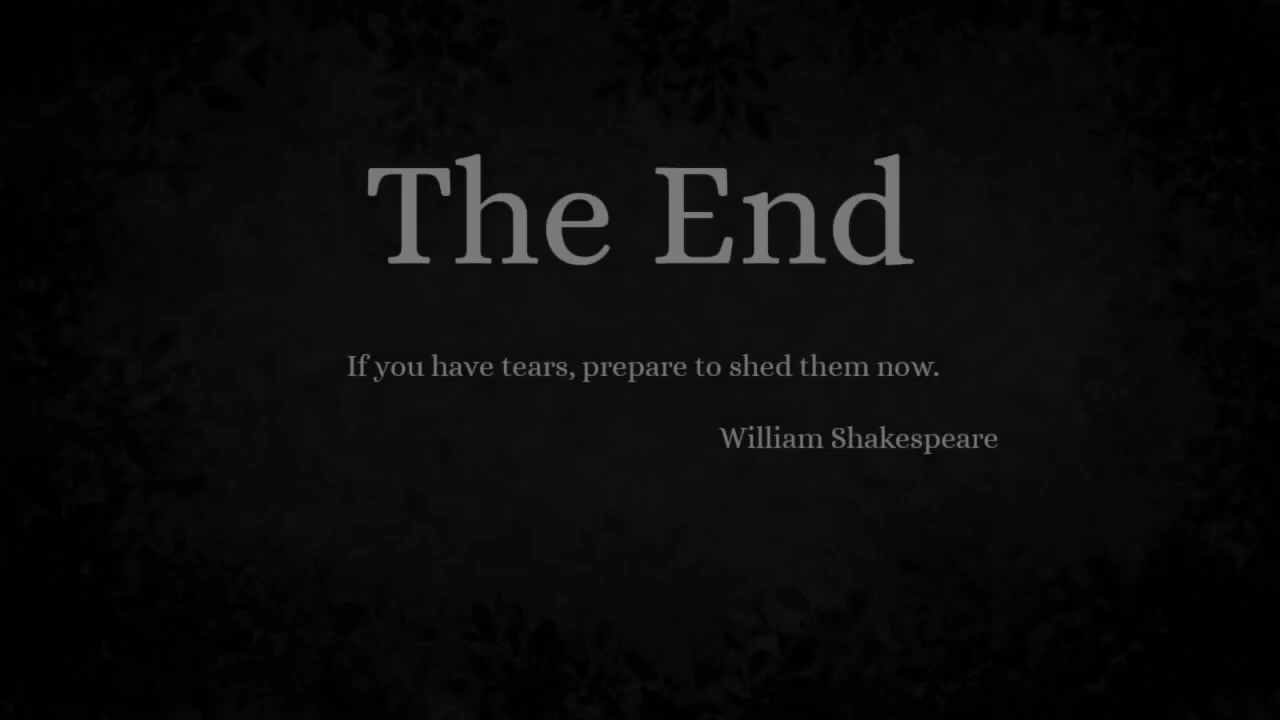 The End
If you have tears, prepare to shed them now.
William Shakespeare